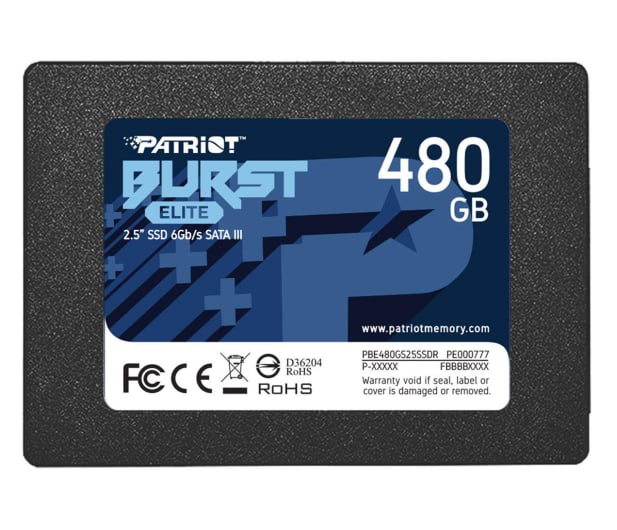 PATRIOT™
BURST
ELITE
2.5" SSD 6Gb/s SATA III
480
GB
www.patriotmemory.com
FC CE D36204
RoHS
RoHS
PBE480GS25SSDR PE000777
P-XXXXX FBBBBXXXX
Warranty void if seal, label or
cover is damaged or removed.